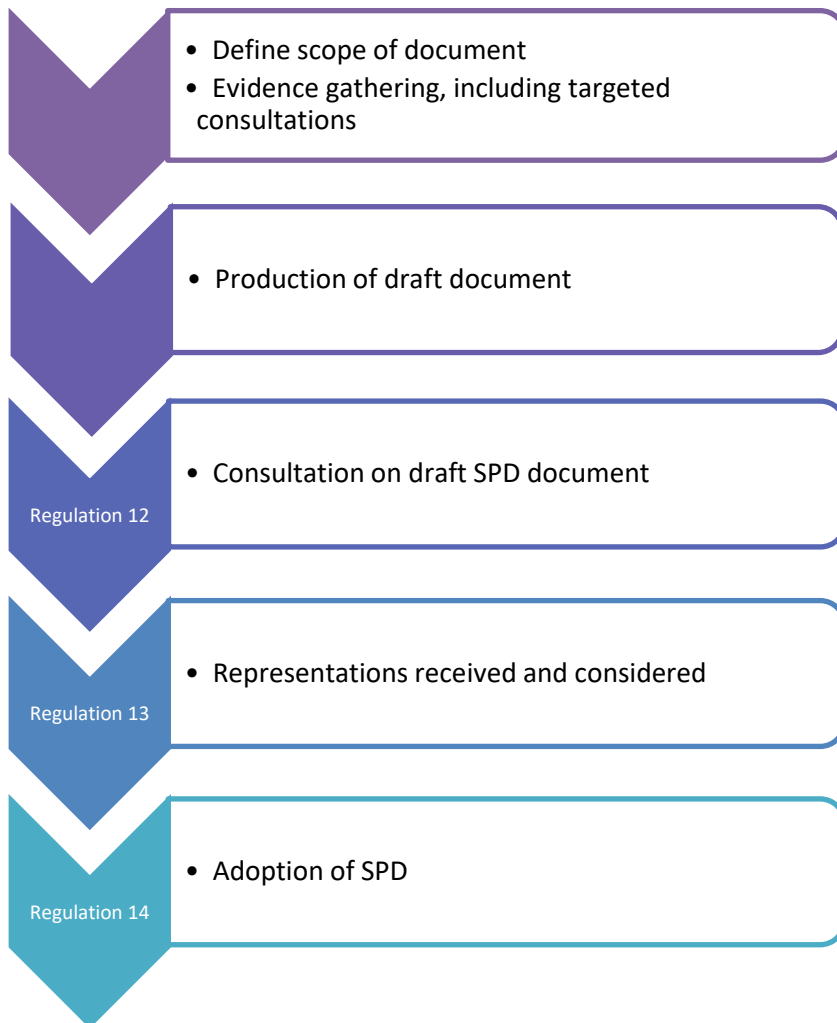 • Define scope of document
• Evidence gathering, including targeted
consultations
• Production of draft document
Regulation 12
• Consultation on draft SPD document
Regulation 13
• Representations received and considered
Regulation 14
• Adoption of SPD